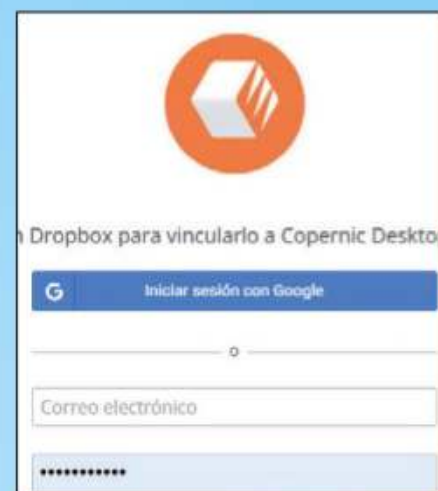 n Dropbox para vincularlo a Copernic Deskto
G Iniciar sesión con Google
o
Correo electrónico
•••••••••••